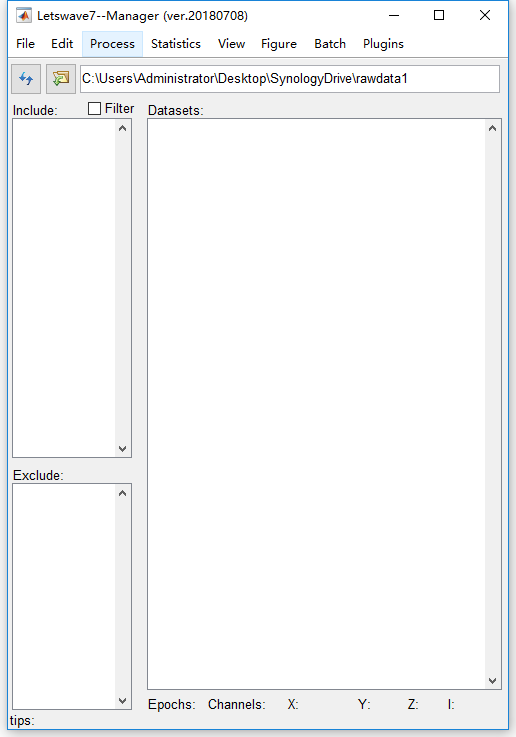 Letswave7--Manager (ver.20180708)
File Edit Process Statistics View Figure Batch Plugins
C:\Users\Administrator\Desktop\SynologyDrive\rawdata1
Include: Filter Datasets:
Exclude:
Epochs: Channels: X: Y: Z: I:
tips: